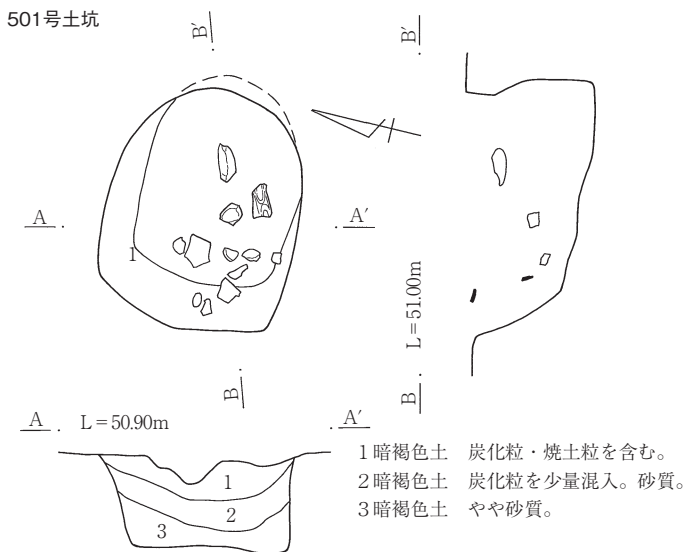 501号土坑
B′
B′
A
A′
1
L=51.00m
B
B
A L=50.90m A′
1
2
3
1暗褐色土 炭化粒・焼土粒を含む。
2暗褐色土 炭化粒を少量混入。砂質。
3暗褐色土 やや砂質。